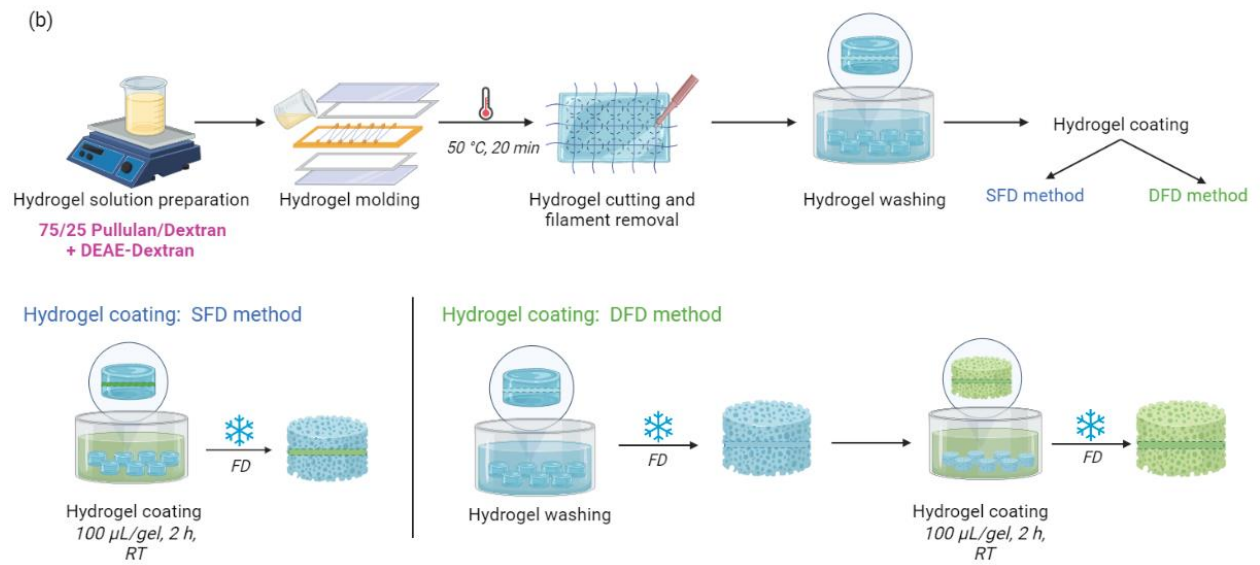 (b)
50 °C, 20 min
Hydrogel solution preparation
75/25 Pullulan/Dextran
+ DEAE-Dextran
Hydrogel molding
Hydrogel cutting and
filament removal
Hydrogel washing
Hydrogel coating
SFD method
DFD method
Hydrogel coating:  SFD method
FD
Hydrogel coating
100 µL/gel, 2 h,
RT
Hydrogel coating:  DFD method
Hydrogel washing
FD
Hydrogel coating
100 µL/gel, 2 h,
RT
FD